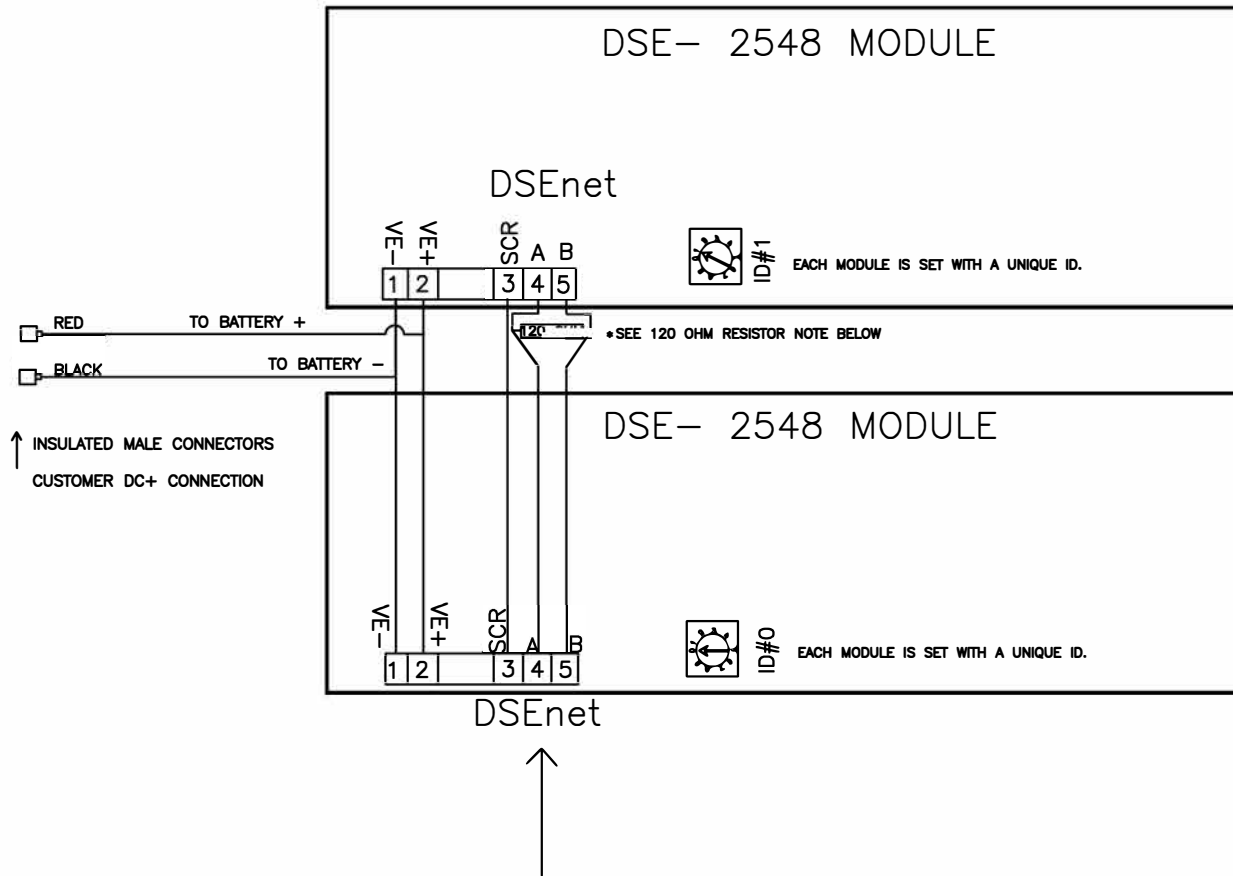 DSE- 2548 MODULE
DSEnet
VE-
VE+
SCR
A
B
1
2
3
4
5
ID#1
EACH MODULE IS SET WITH A UNIQUE ID.
RED
TO BATTERY +
*SEE 120 OHM RESISTOR NOTE BELOW
BLACK
TO BATTERY -
INSULATED MALE CONNECTORS
CUSTOMER DC+ CONNECTION
DSE- 2548 MODULE
VE-
VE+
SCR
A
B
1
2
3
4
5
ID#0
EACH MODULE IS SET WITH A UNIQUE ID.
DSEnet